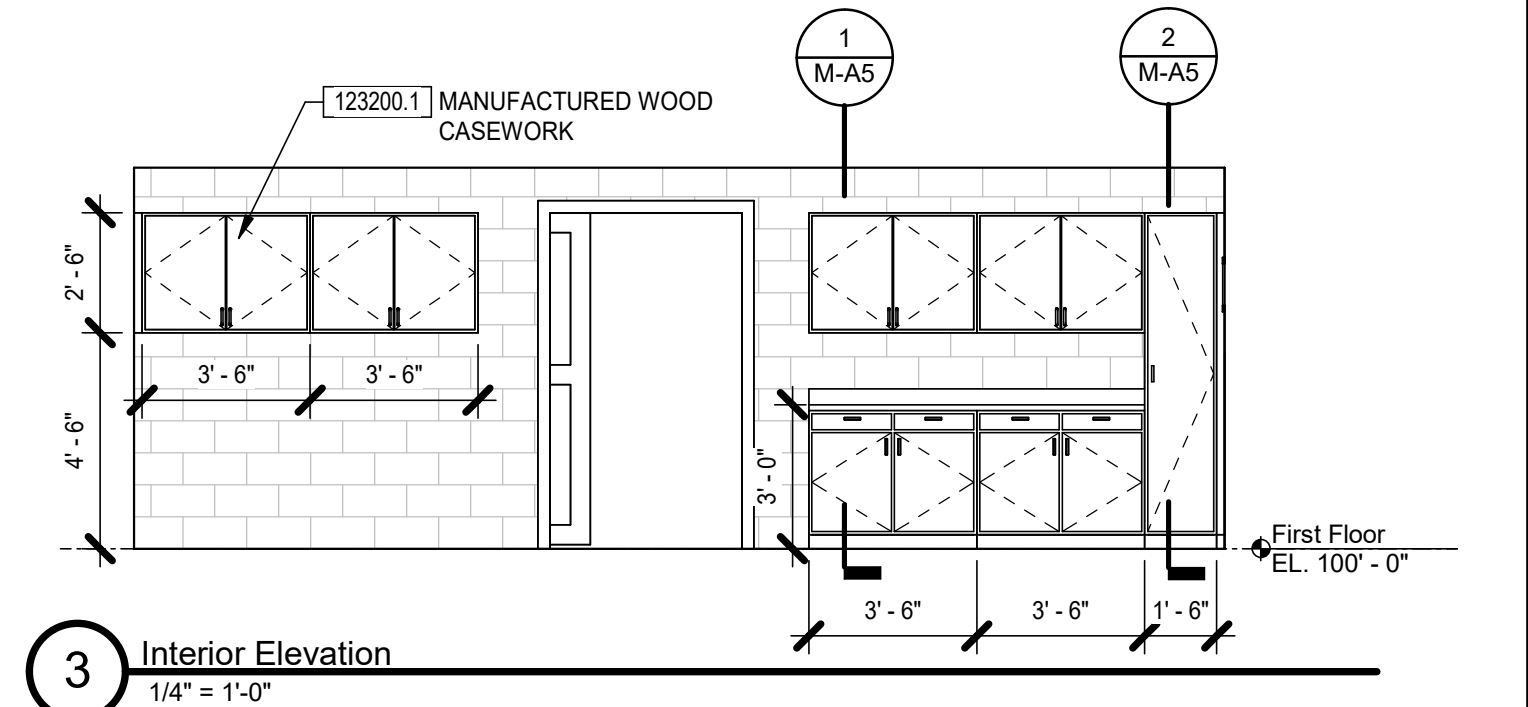 1
M-A5
2
M-A5
123200.1 MANUFACTURED WOOD
CASEWORK
2' - 6"
3' - 6" 3' - 6"
4' - 6"
3' - 0"
First Floor
EL. 100' - 0"
3' - 6" 3' - 6" 1' - 6"
3 Interior Elevation
1/4" = 1'-0"